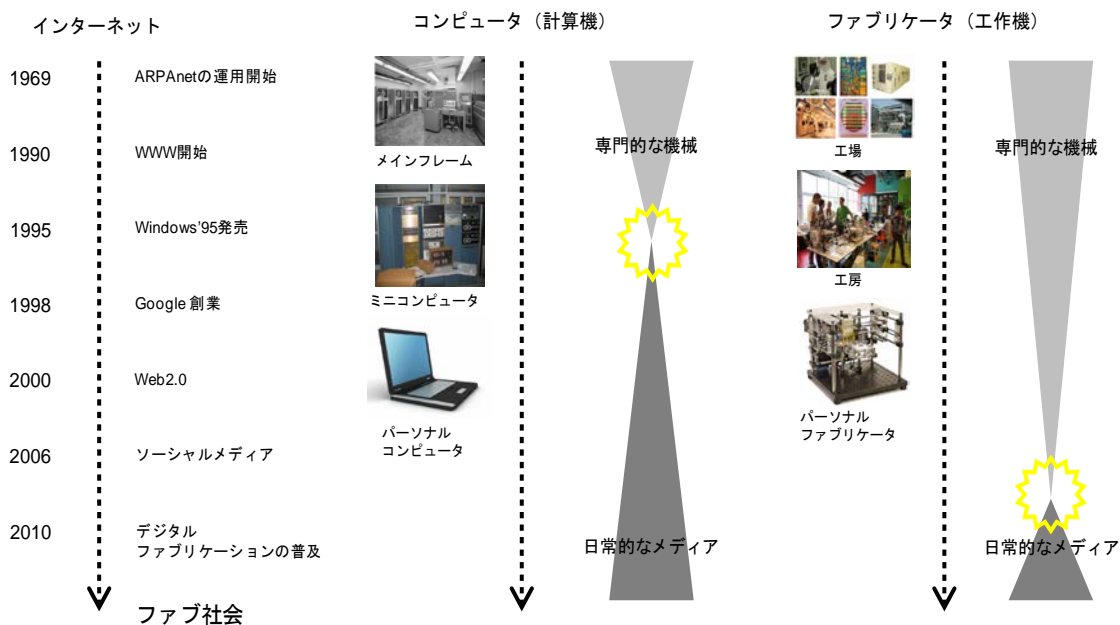 インターネット
1969
ARPAnetの運用開始
1990
WWW開始
1995
Windows'95発売
1998
Google 創業
2000
Web2.0
2006
ソーシャルメディア
2010
デジタル
ファブリケーションの普及
ファブ社会
コンピュータ（計算機）
メインフレーム
ミニコンピュータ
パーソナル
コンピュータ
専門的な機械
日常的なメディア
ファブリケータ（工作機）
工場
工房
パーソナル
ファブリケータ
専門的な機械
日常的なメディア